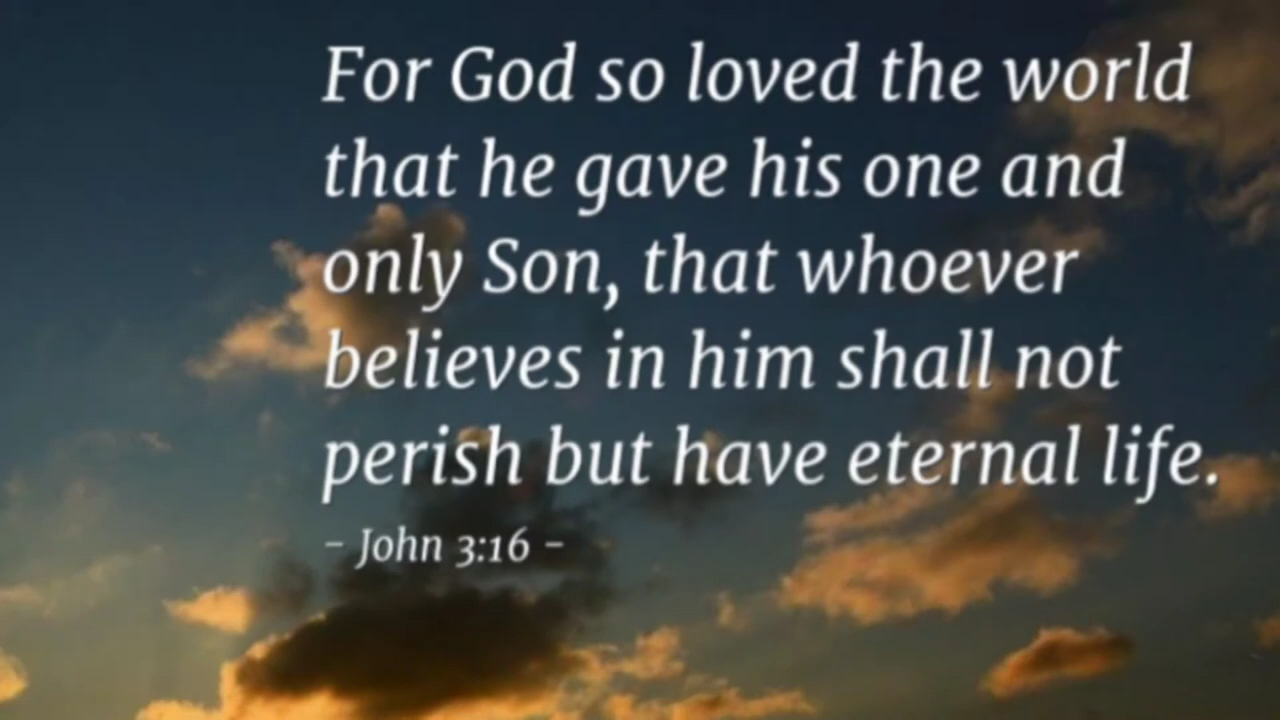 For God so loved the world
that he gave his one and
only Son, that whoever
believes in him shall not
perish but have eternal life.
- John 3:16 -